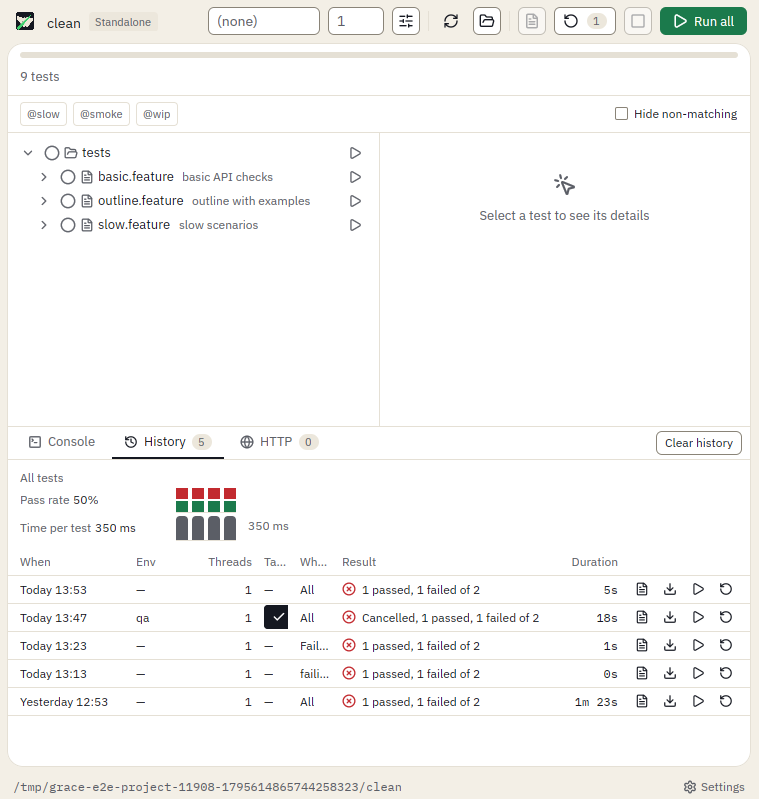 clean Standalone (none) 1 1 Run all
9 tests
@slow @smoke @wip Hide non-matching
tests
basic.feature basic API checks
outline.feature outline with examples
slow.feature slow scenarios
Select a test to see its details
Console History 5 HTTP 0 Clear history
All tests
Pass rate 50%
Time per test 350 ms 350 ms
When Env Threads Ta... Wh... Result Duration
Today 13:53 — 1 — All 1 passed, 1 failed of 2 5s
Today 13:47 qa 1 All Cancelled, 1 passed, 1 failed of 2 18s
Today 13:23 — 1 — Fail... 1 passed, 1 failed of 2 1s
Today 13:13 — 1 — faili... 1 passed, 1 failed of 2 0s
Yesterday 12:53 — 1 — All 1 passed, 1 failed of 2 1m 23s
/tmp/grace-e2e-project-11908-1795614865744258323/clean Settings